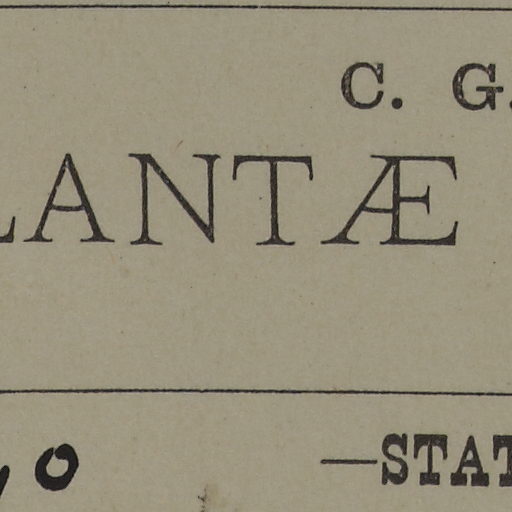 C. G.
LANTÆ
o —STAT